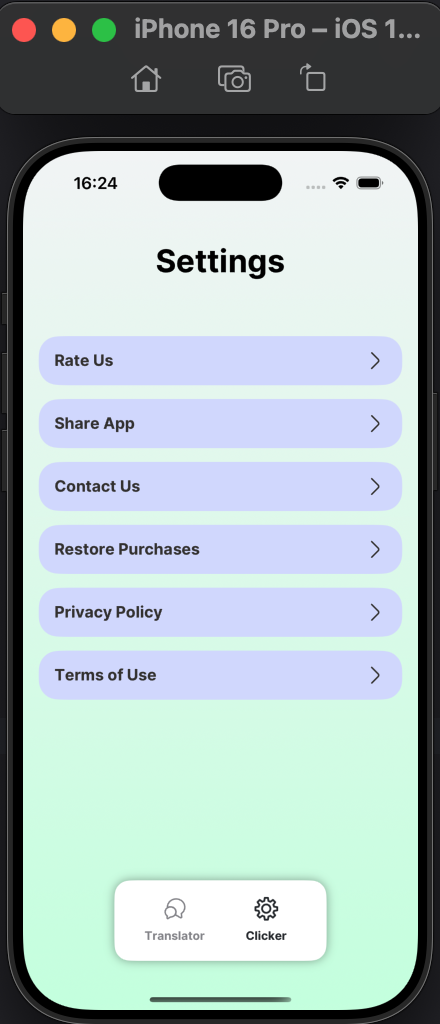 iPhone 16 Pro – iOS 1...
16:24
Settings
Rate Us
Share App
Contact Us
Restore Purchases
Privacy Policy
Terms of Use
Translator
Clicker